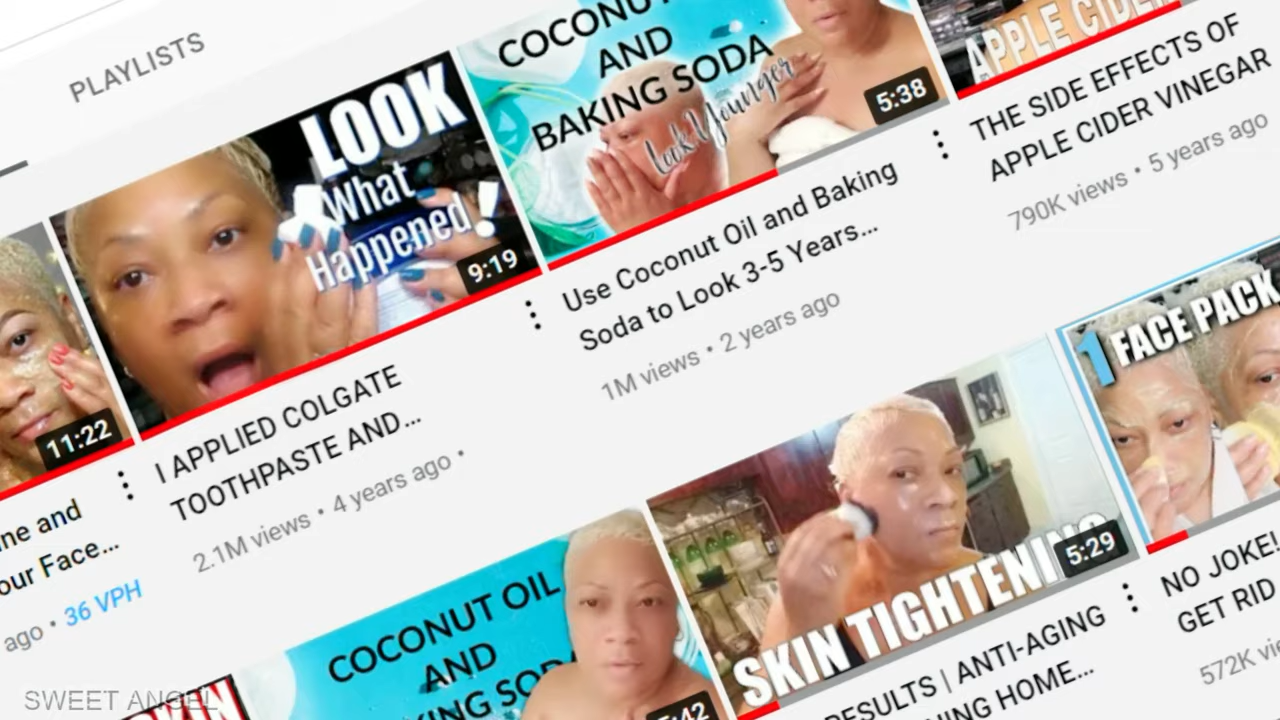 PLAYLISTS
LOOK
What
Happened!
9:19
COCONUT
AND
BAKING SODA
Look Younger
5:38
APPLE CIDER
11:22
I APPLIED COLGATE
TOOTHPASTE AND...
2.1M views • 4 years ago •
Use Coconut Oil and Baking
Soda to Look 3-5 Years...
1M views • 2 years ago
THE SIDE EFFECTS OF
APPLE CIDER VINEGAR
790K views • 5 years ago
and
Face...
ago • 36 VPH
COCONUT OIL
AND
SKIN TIGHTENING
5:29
1 FACE PACK
:42
RESULTS | ANTI-AGING
HOME...
NO JOKE!
GET RID
572K
SWEET ANGEL